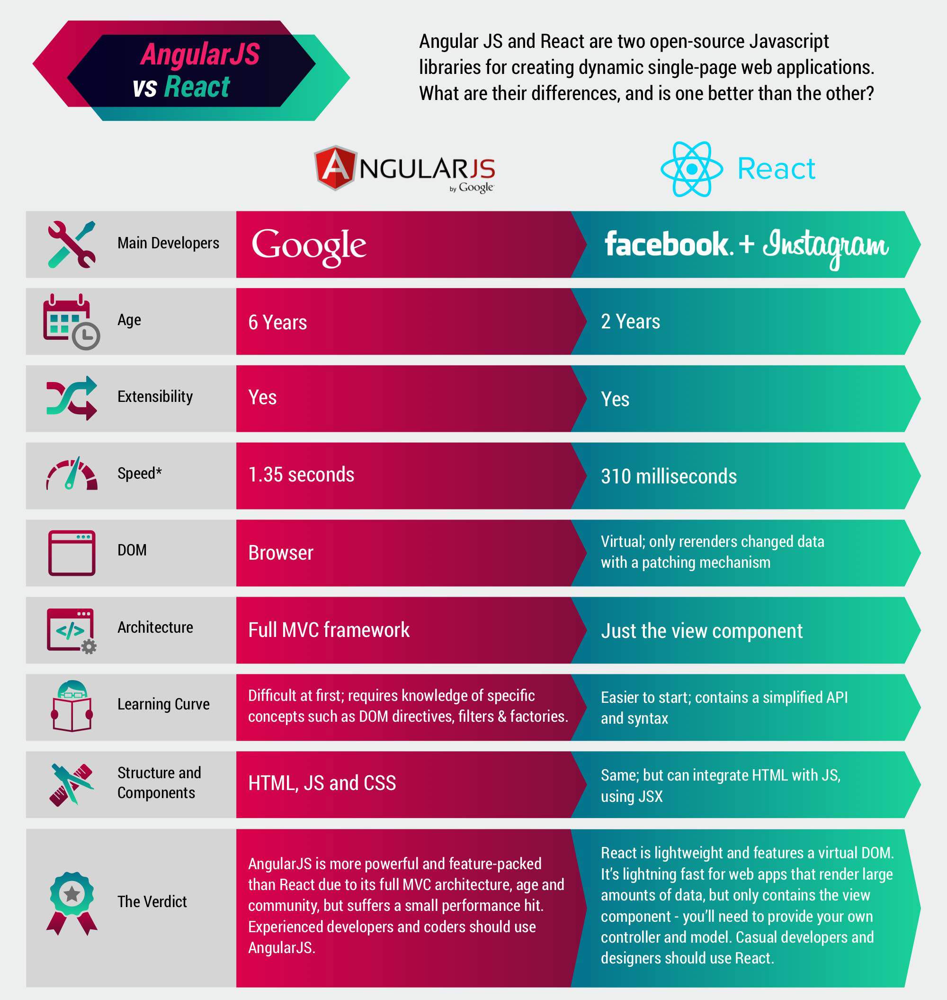 AngularJS
vs React
Angular JS and React are two open-source Javascript
libraries for creating dynamic single-page web applications.
What are their differences, and is one better than the other?
ANGULARJS
by Google
React
Main Developers
Google
facebook. + Instagram
Age
6 Years
2 Years
Extensibility
Yes
Yes
Speed*
1.35 seconds
310 milliseconds
DOM
Browser
Virtual; only rerenders changed data
with a patching mechanism
Architecture
</>
Full MVC framework
Just the view component
Learning Curve
Difficult at first; requires knowledge of specific
concepts such as DOM directives, filters & factories.
Easier to start; contains a simplified API
and syntax
Structure and
Components
HTML, JS and CSS
Same; but can integrate HTML with JS,
using JSX
The Verdict
AngularJS is more powerful and feature-packed
than React due to its full MVC architecture, age and
community, but suffers a small performance hit.
Experienced developers and coders should use
AngularJS.
React is lightweight and features a virtual DOM.
It's lightning fast for web apps that render large
amounts of data, but only contains the view
component - you'll need to provide your own
controller and model. Casual developers and
designers should use React.